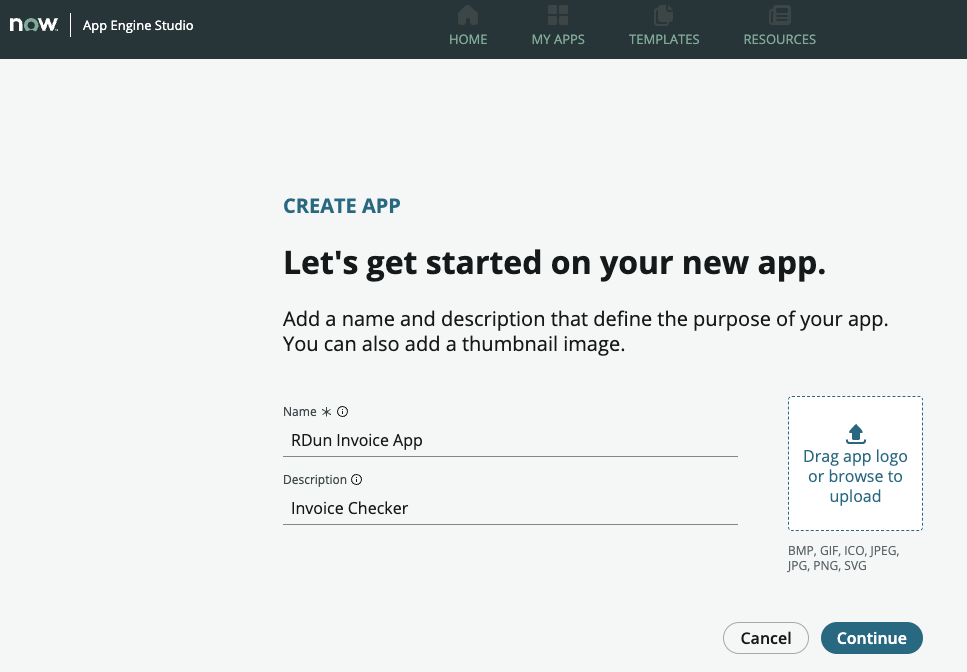 now. App Engine Studio
HOME MY APPS TEMPLATES RESOURCES
CREATE APP
Let's get started on your new app.
Add a name and description that define the purpose of your app.
You can also add a thumbnail image.
Name *
RDun Invoice App
Description
Invoice Checker
Drag app logo
or browse to
upload
BMP, GIF, ICO, JPEG,
JPG, PNG, SVG
Cancel Continue